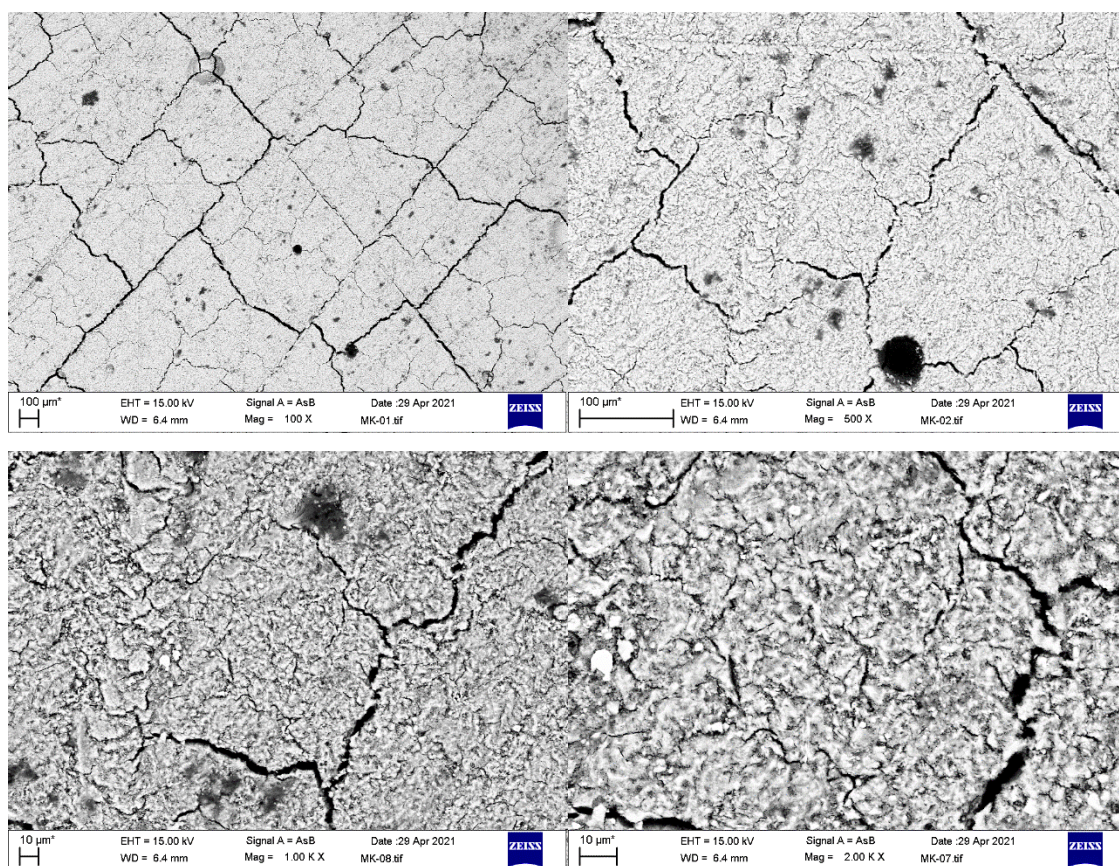 100 µm* EHT = 15.00 kV Signal A = AsB Date :29 Apr 2021 ZEISS
WD = 6.4 mm Mag = 100 X MK-01.tif
100 µm* EHT = 15.00 kV Signal A = AsB Date :29 Apr 2021 ZEISS
WD = 6.4 mm Mag = 500 X MK-02.tif
10 µm* EHT = 15.00 kV Signal A = AsB Date :29 Apr 2021 ZEISS
WD = 6.4 mm Mag = 1.00 K X MK-08.tif
10 µm* EHT = 15.00 kV Signal A = AsB Date :29 Apr 2021 ZEISS
WD = 6.4 mm Mag = 2.00 K X MK-07.tif